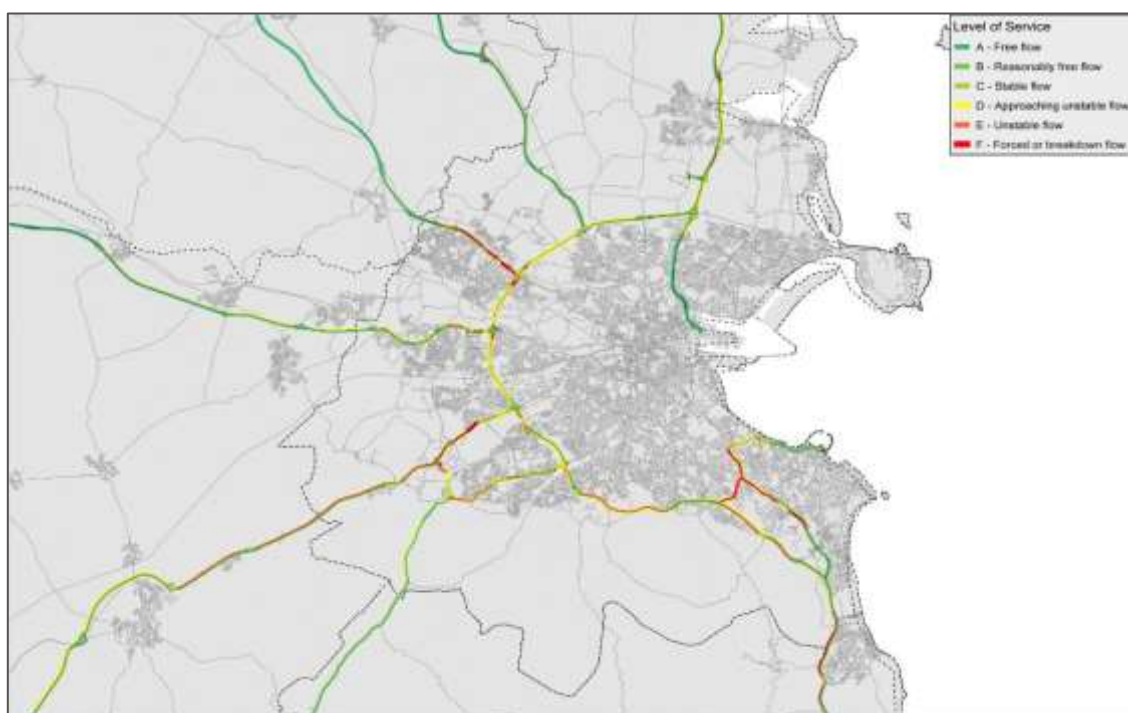 Level of Service
A - Free flow
B - Reasonably free flow
C - Stable flow
D - Approaching unstable flow
E - Unstable flow
F - Forced or breakdown flow